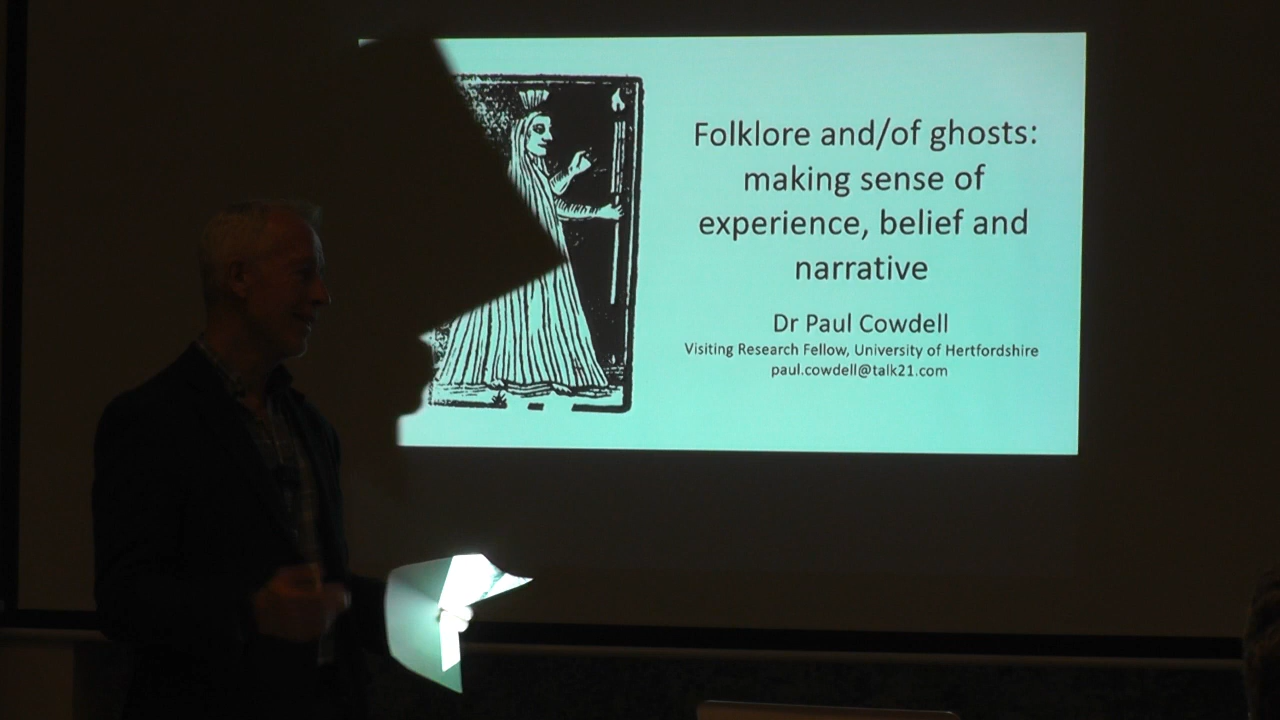 Folklore and/of ghosts:
making sense of
experience, belief and
narrative
Dr Paul Cowdell
Visiting Research Fellow, University of Hertfordshire
paul.cowdell@talk21.com